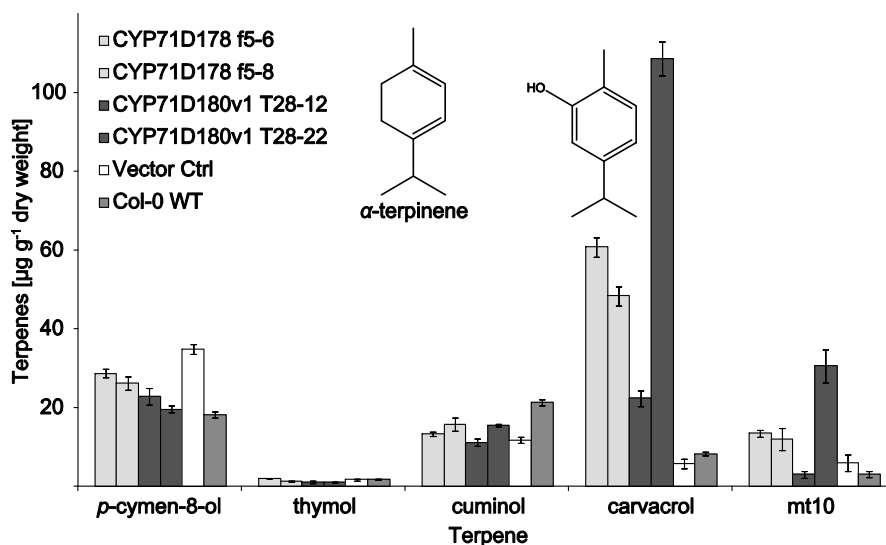 CYP71D178 f5-6
CYP71D178 f5-8
CYP71D180v1 T28-12
CYP71D180v1 T28-22
Vector Ctrl
Col-0 WT
HO
α-terpinene
Terpenes [µg g⁻¹ dry weight]
100
80
60
40
20
p-cymen-8-ol thymol cuminol carvacrol mt10
Terpene